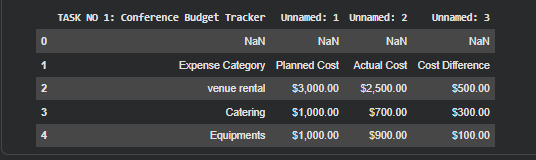 TASK NO 1: Conference Budget Tracker Unnamed: 1 Unnamed: 2 Unnamed: 3
0 NaN NaN NaN NaN
1 Expense Category Planned Cost Actual Cost Cost Difference
2 venue rental $3,000.00 $2,500.00 $500.00
3 Catering $1,000.00 $700.00 $300.00
4 Equipments $1,000.00 $900.00 $100.00